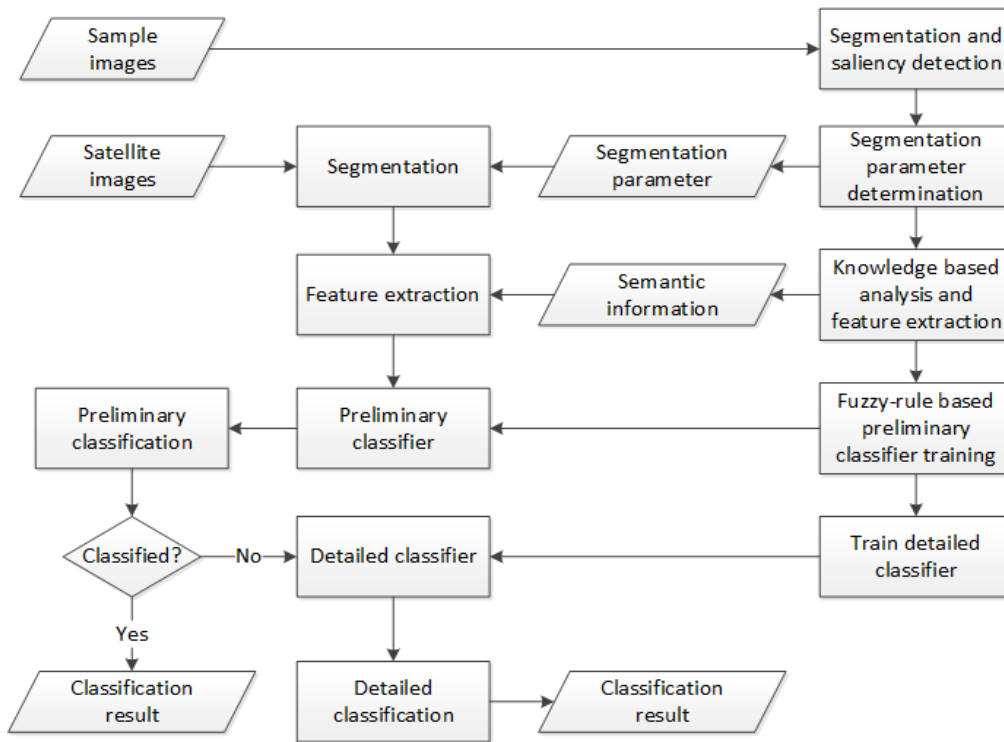 Sample
images
Segmentation and
saliency detection
Satellite
images
Segmentation
Segmentation
parameter
Segmentation
parameter
determination
Feature extraction
Semantic
information
Knowledge based
analysis and
feature extraction
Preliminary
classification
Preliminary
classifier
Fuzzy-rule based
preliminary
classifier training
Classified?
No
Detailed classifier
Train detailed
classifier
Yes
Classification
result
Detailed
classification
Classification
result